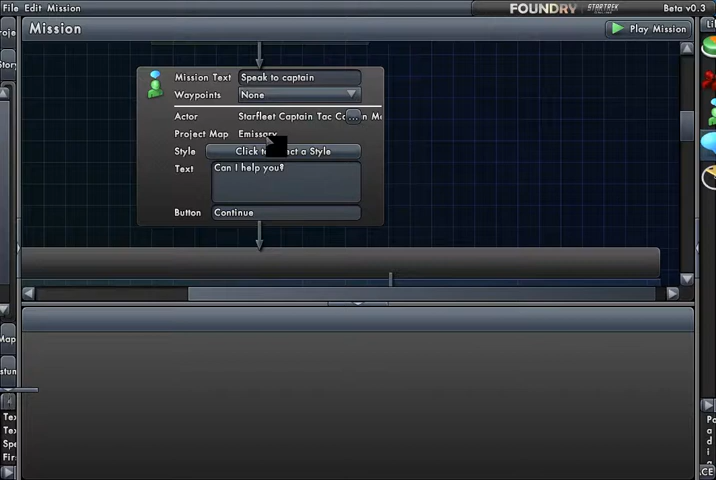 File Edit Mission
FOUNDRY STAR TREK
Beta v0.3
Mission
Play Mission
Mission Text Speak to captain
Waypoints None
Actor Starfleet Captain Tac ...
Project Map Emissary
Style Click to select a Style
Text Can I help you?
Button Continue